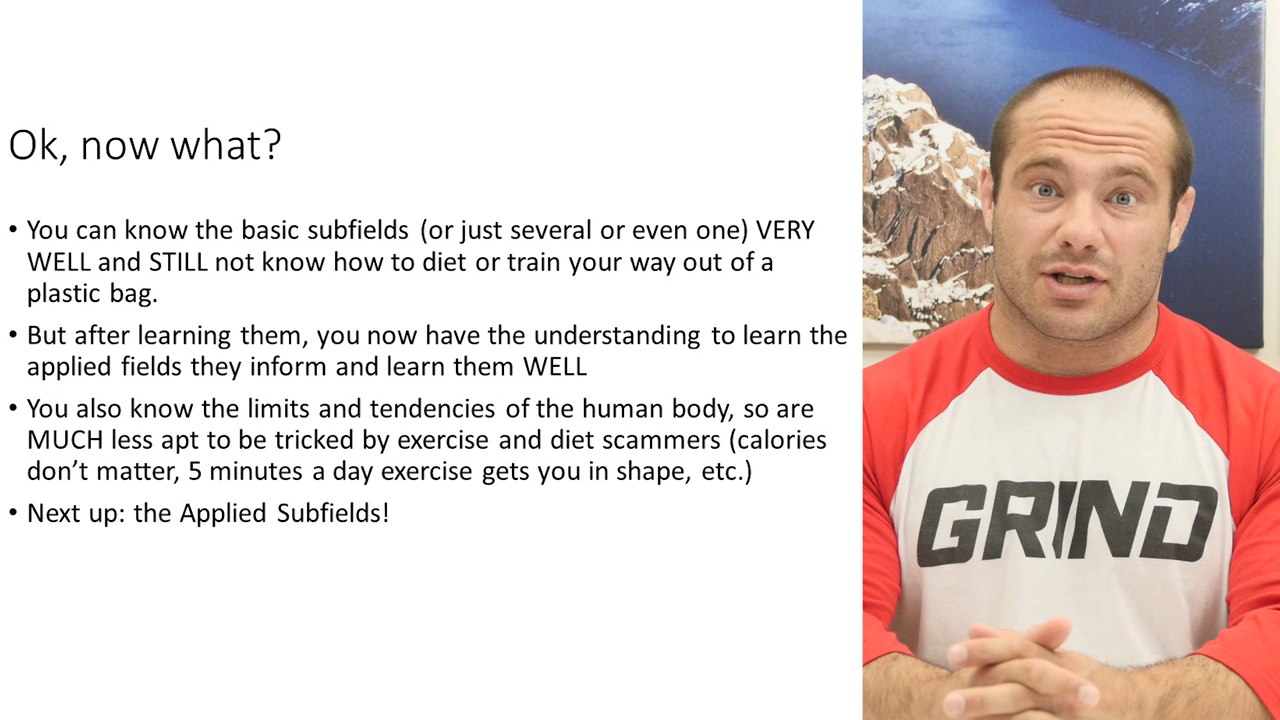 Ok, now what?
• You can know the basic subfields (or just several or even one) VERY
WELL and STILL not know how to diet or train your way out of a
plastic bag.
• But after learning them, you now have the understanding to learn the
applied fields they inform and learn them WELL
• You also know the limits and tendencies of the human body, so are
MUCH less apt to be tricked by exercise and diet scammers (calories
don’t matter, 5 minutes a day exercise gets you in shape, etc.)
• Next up: the Applied Subfields!
GRIND